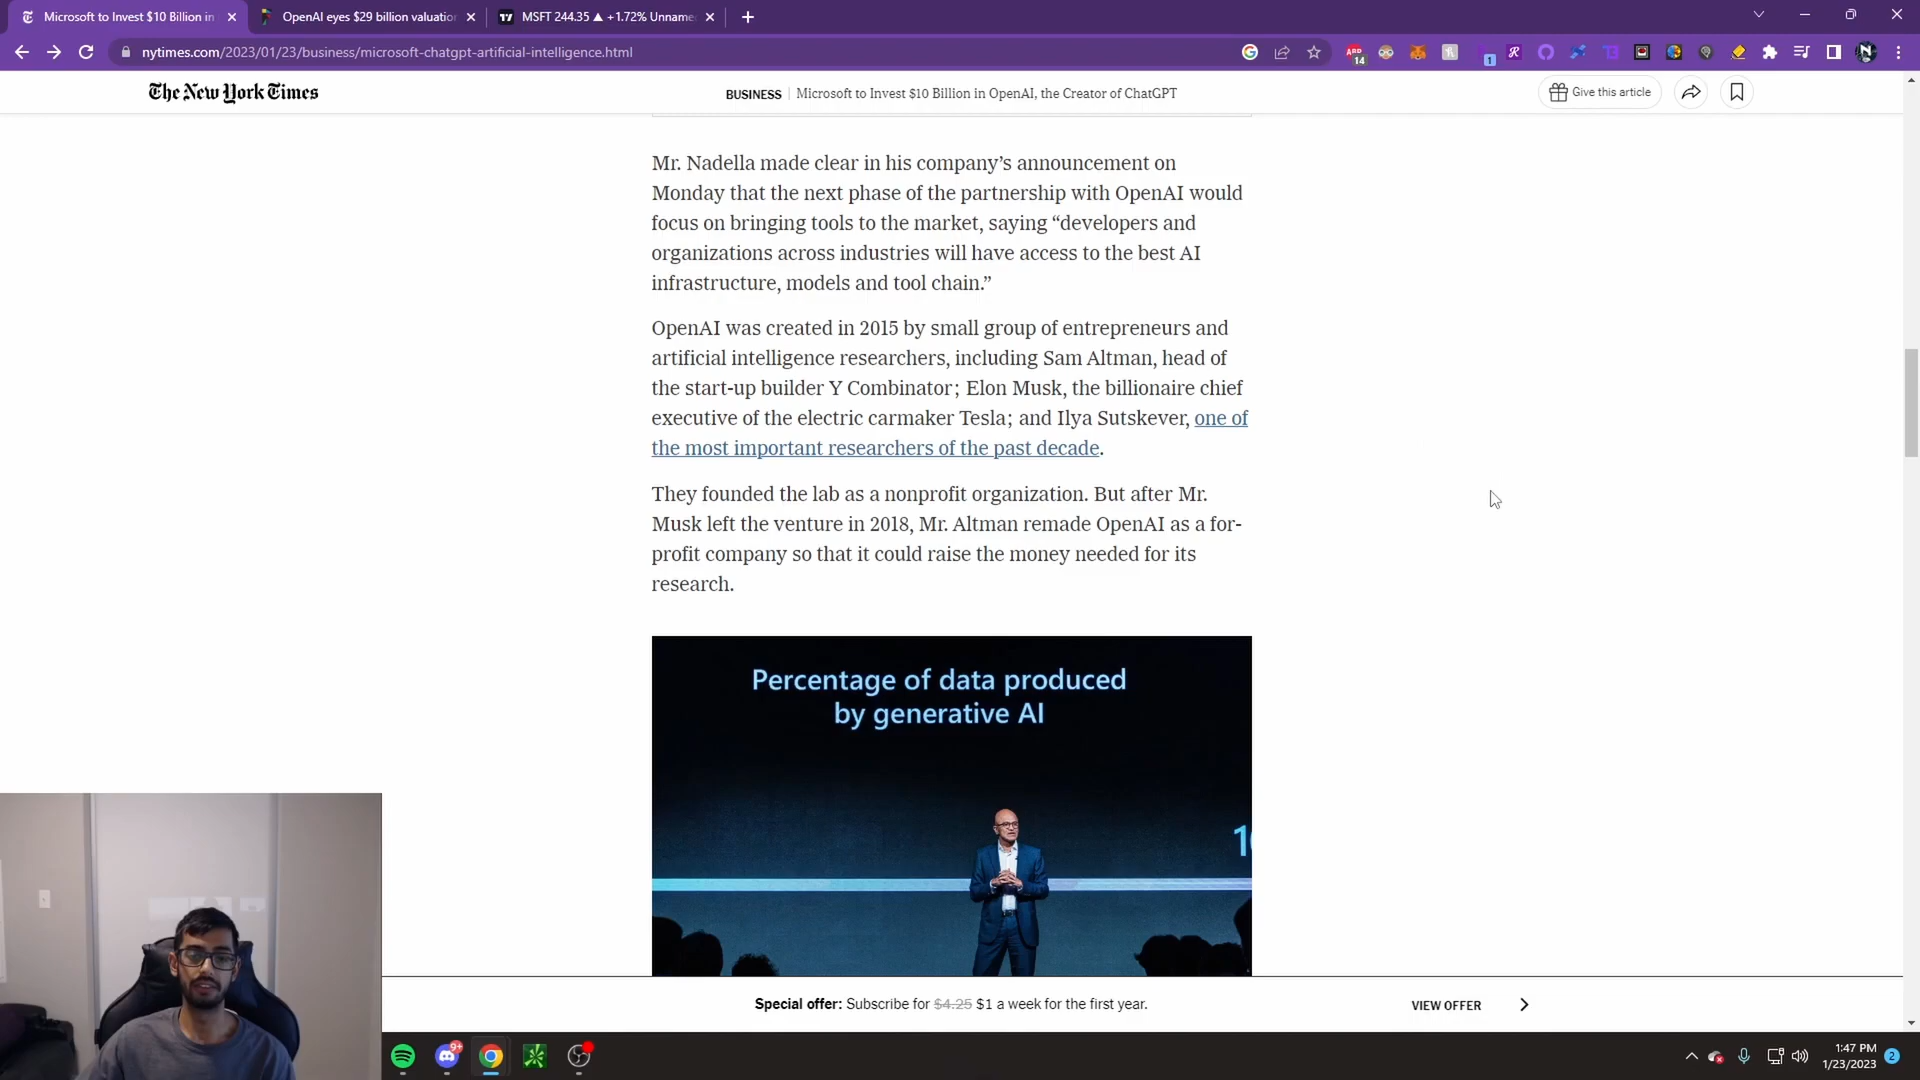 Microsoft to Invest $10 Billion in
OpenAI eyes $29 billion valuation
MSFT 244.35 ▲ +1.72% Unname
nytimes.com/2023/01/23/business/microsoft-chatgpt-artificial-intelligence.html
14
1
The New York Times
BUSINESS
Microsoft to Invest $10 Billion in OpenAI, the Creator of ChatGPT
Give this article
Mr. Nadella made clear in his company’s announcement on
Monday that the next phase of the partnership with OpenAI would
focus on bringing tools to the market, saying “developers and
organizations across industries will have access to the best AI
infrastructure, models and tool chain.”
OpenAI was created in 2015 by small group of entrepreneurs and
artificial intelligence researchers, including Sam Altman, head of
the start-up builder Y Combinator; Elon Musk, the billionaire chief
executive of the electric carmaker Tesla; and Ilya Sutskever, one of
the most important researchers of the past decade.
They founded the lab as a nonprofit organization. But after Mr.
Musk left the venture in 2018, Mr. Altman remade OpenAI as a for-
profit company so that it could raise the money needed for its
research.
Percentage of data produced
by generative AI
Special offer: Subscribe for $4.25 $1 a week for the first year.
VIEW OFFER
9+
1:47 PM
1/23/2023
2